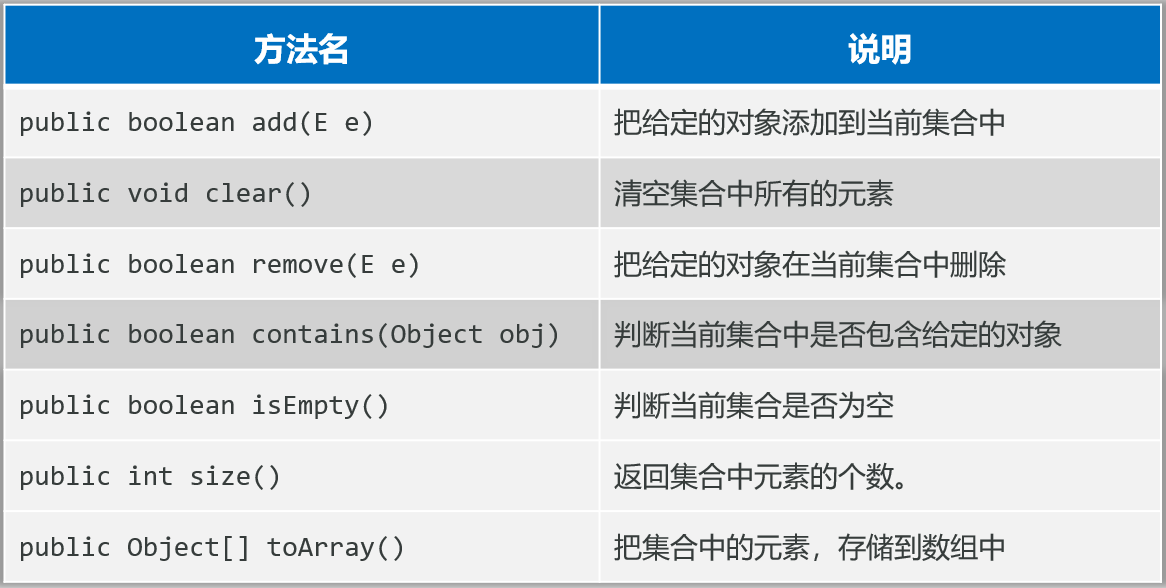 方法名 说明
public boolean add(E e) 把给定的对象添加到当前集合中
public void clear() 清空集合中所有的元素
public boolean remove(E e) 把给定的对象在当前集合中删除
public boolean contains(Object obj) 判断当前集合中是否包含给定的对象
public boolean isEmpty() 判断当前集合是否为空
public int size() 返回集合中元素的个数。
public Object[] toArray() 把集合中的元素，存储到数组中